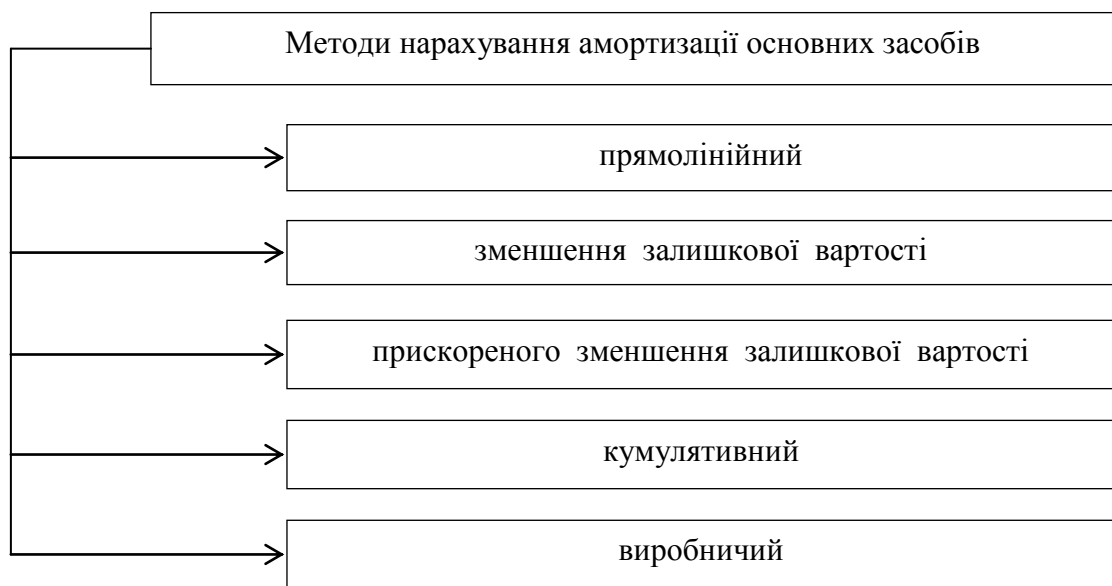 Методи нарахування амортизації основних засобів
прямолінійний
зменшення залишкової вартості
прискореного зменшення залишкової вартості
кумулятивний
виробничий